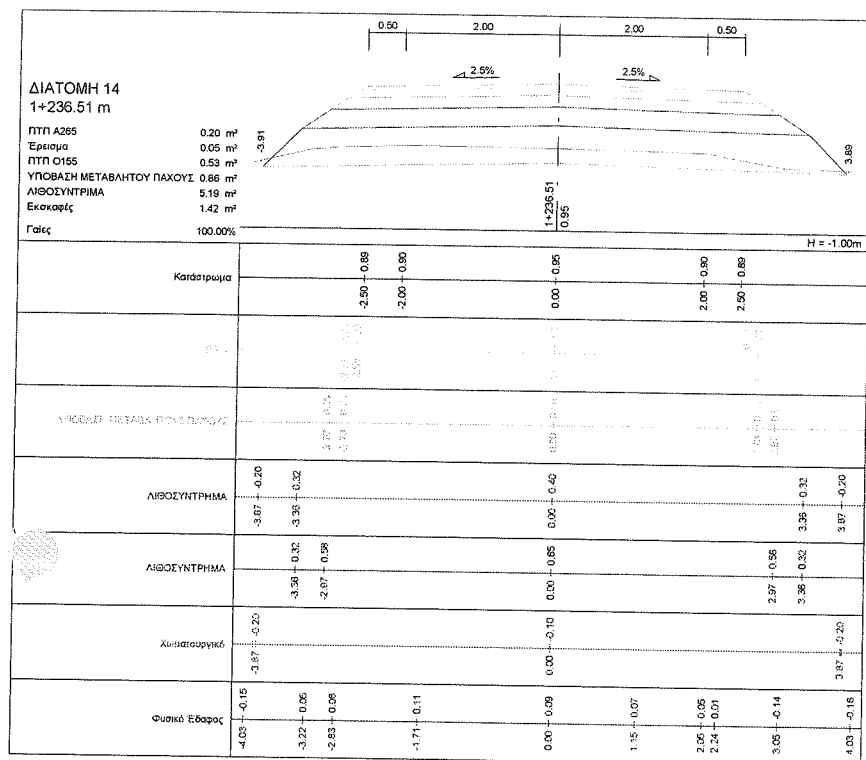 0.50 2.00 2.00 0.50
2.5% 2.5%
ΔΙΑΤΟΜΗ 14
1+236.51 m
ΠΤΠ Α265 0.20 m²
Έρεισμα 0.05 m²
ΠΤΠ Ο155 0.53 m²
ΥΠΟΒΑΣΗ ΜΕΤΑΒΛΗΤΟΥ ΠΑΧΟΥΣ 0.86 m²
ΛΙΘΟΣΥΝΤΡΙΜΑ 5.19 m²
Εκσκαφές 1.42 m²
Γαίες 100.00%
-3.91
3.89
1+236.51
0.95
H = -1.00m
Κατάστρωμα
-2.50 0.89
-2.00 0.90
0.00 0.95
2.00 0.90
2.50 0.89
ΛΙΘΟΣΥΝΤΡΗΜΑ
-3.87 -0.20
-3.36 0.32
0.00 0.40
3.36 0.32
3.87 -0.20
ΛΙΘΟΣΥΝΤΡΗΜΑ
-3.36 0.32
-2.97 0.58
0.00 0.65
2.97 0.58
3.36 0.32
Χωματουργικό
-3.87 -0.20
0.00 -0.10
3.87 -0.20
Φυσικό Έδαφος
-4.03 -0.15
-3.22 0.05
-2.83 0.08
-1.71 0.11
0.00 0.09
1.15 0.07
2.05 0.05
2.24 0.01
3.05 -0.14
4.03 -0.16